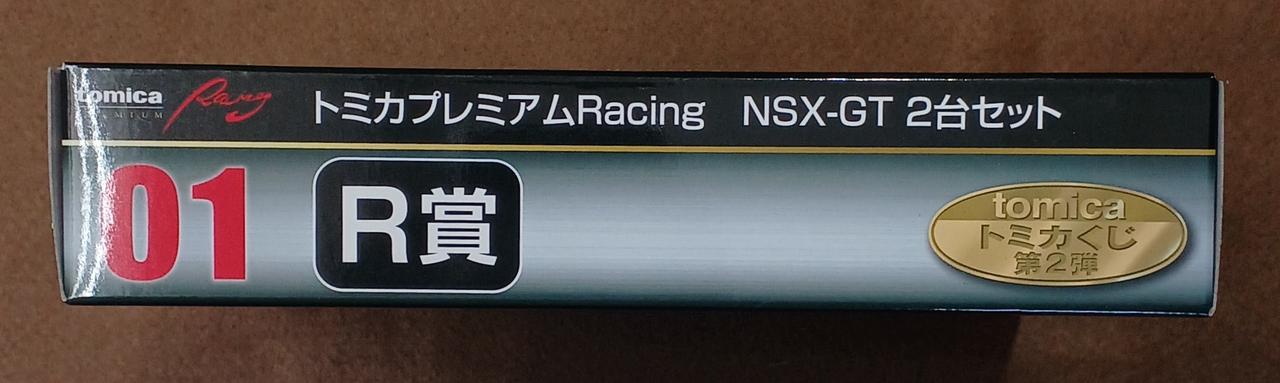 tomica
Racing
トミカプレミアムRacing　NSX-GT 2台セット
01
R賞
tomica
トミカくじ
第2弾